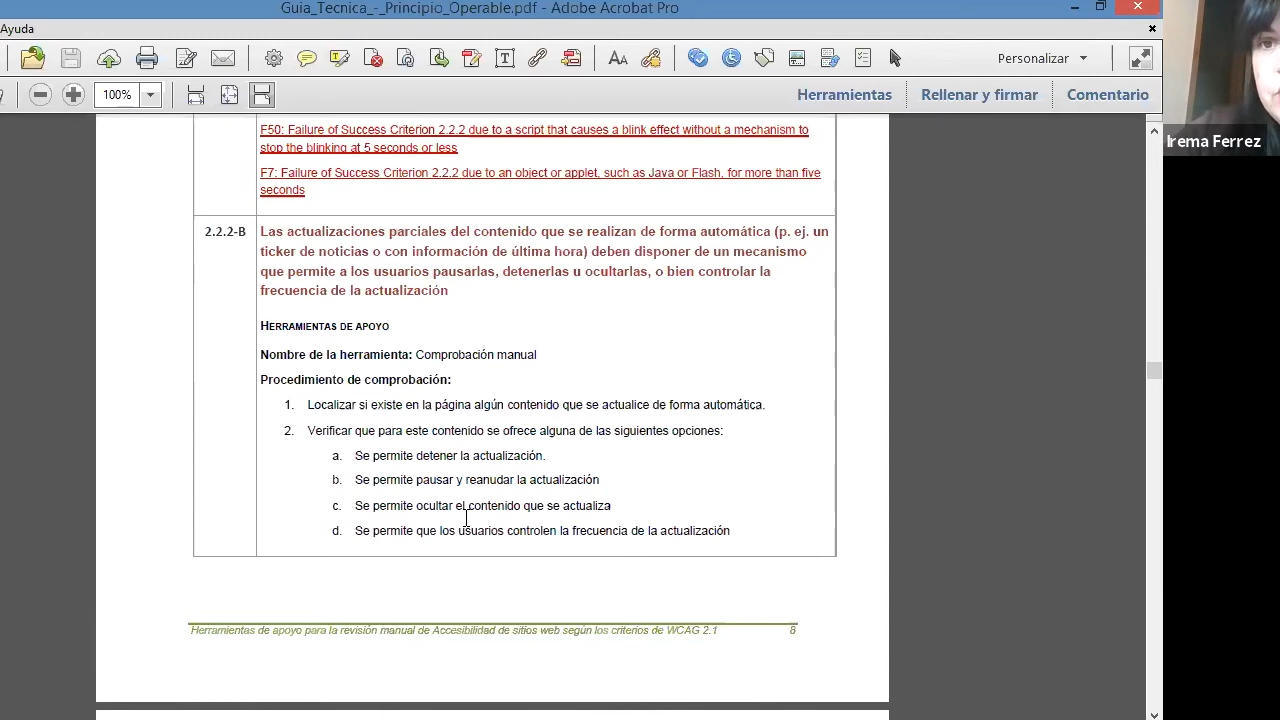 Guia_Tecnica_-_Principio_Operable.pdf - Adobe Acrobat Pro
Ayuda
Personalizar
100%
Herramientas
Rellenar y firmar
Comentario
Irema Ferrez
F50: Failure of Success Criterion 2.2.2 due to a script that causes a blink effect without a mechanism to
stop the blinking at 5 seconds or less
F7: Failure of Success Criterion 2.2.2 due to an object or applet, such as Java or Flash, for more than five
seconds
2.2.2-B
Las actualizaciones parciales del contenido que se realizan de forma automática (p. ej. un
ticker de noticias o con información de última hora) deben disponer de un mecanismo
que permite a los usuarios pausarlas, detenerlas u ocultarlas, o bien controlar la
frecuencia de la actualización
HERRAMIENTAS DE APOYO
Nombre de la herramienta: Comprobación manual
Procedimiento de comprobación:
1. Localizar si existe en la página algún contenido que se actualice de forma automática.
2. Verificar que para este contenido se ofrece alguna de las siguientes opciones:
a. Se permite detener la actualización.
b. Se permite pausar y reanudar la actualización
c. Se permite ocultar el contenido que se actualiza
d. Se permite que los usuarios controlen la frecuencia de la actualización
Herramientas de apoyo para la revisión manual de Accesibilidad de sitios web según los criterios de WCAG 2.1 8